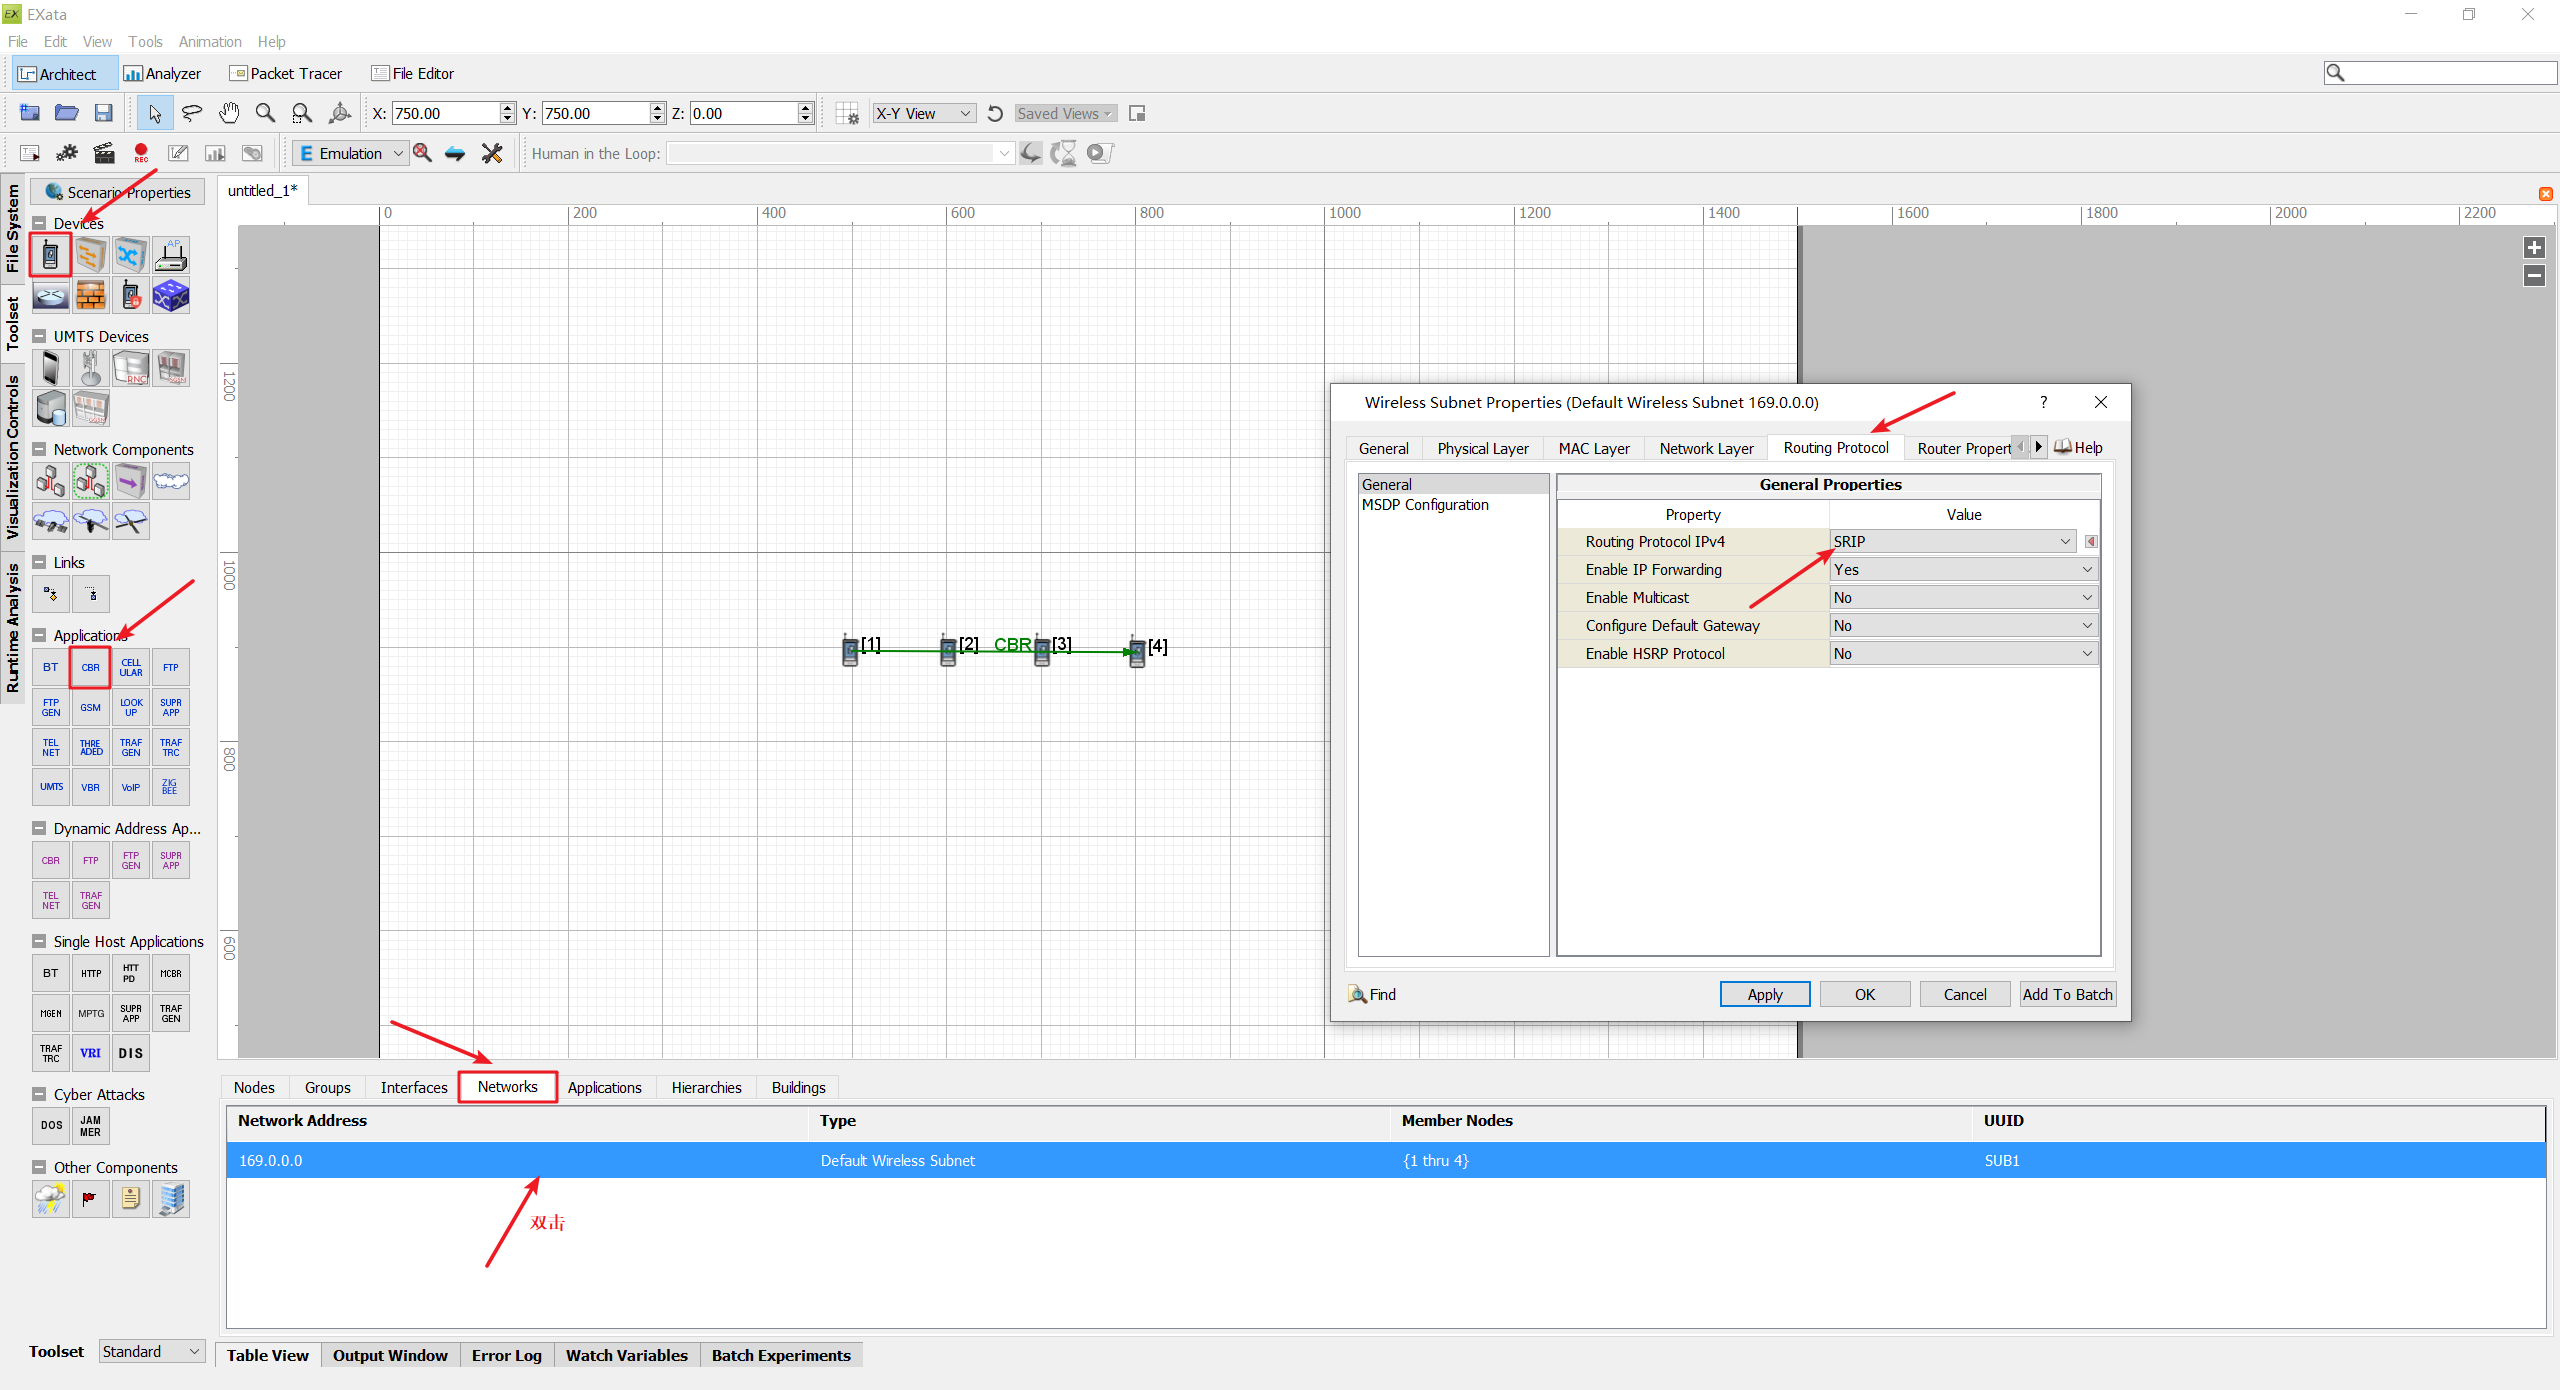 EXata
File Edit View Tools Animation Help
Architect Analyzer Packet Tracer File Editor
X: 750.00 Y: 750.00 Z: 0.00 X-Y View Saved Views
REC E Emulation Human in the Loop:
File System
Toolset
Visualization Controls
Runtime Analysis
Scenario Properties
Devices
AP
UMTS Devices
RNC SGSN
GGSN
Network Components
Links
Applications
BT CBR CELLULAR FTP
FTP GEN GSM LOOK UP SUPR APP
TEL NET THREADED TRAF GEN TRAF TRC
UMTS VBR VoIP ZIG BEE
Dynamic Address Ap...
CBR FTP FTP GEN SUPR APP
TEL NET TRAF GEN
Single Host Applications
BT HTTP HTTPD MCBR
MGEN MPTG SUPR APP TRAF GEN
TRAF TRC VRI DIS
Cyber Attacks
DOS JAMMER
Other Components
Toolset Standard
untitled_1*
0 200 400 600 800 1000 1200 1400 1600 1800 2000 2200
1200
1000
800
600
[1] [2] CBR [3] [4]
Wireless Subnet Properties (Default Wireless Subnet 169.0.0.0) ?
General Physical Layer MAC Layer Network Layer Routing Protocol Router Propert Help
General
MSDP Configuration
General Properties
Property Value
Routing Protocol IPv4 SRIP
Enable IP Forwarding Yes
Enable Multicast No
Configure Default Gateway No
Enable HSRP Protocol No
Find Apply OK Cancel Add To Batch
Nodes Groups Interfaces Networks Applications Hierarchies Buildings
Network Address Type Member Nodes UUID
169.0.0.0 Default Wireless Subnet {1 thru 4} SUB1
双击
Table View Output Window Error Log Watch Variables Batch Experiments